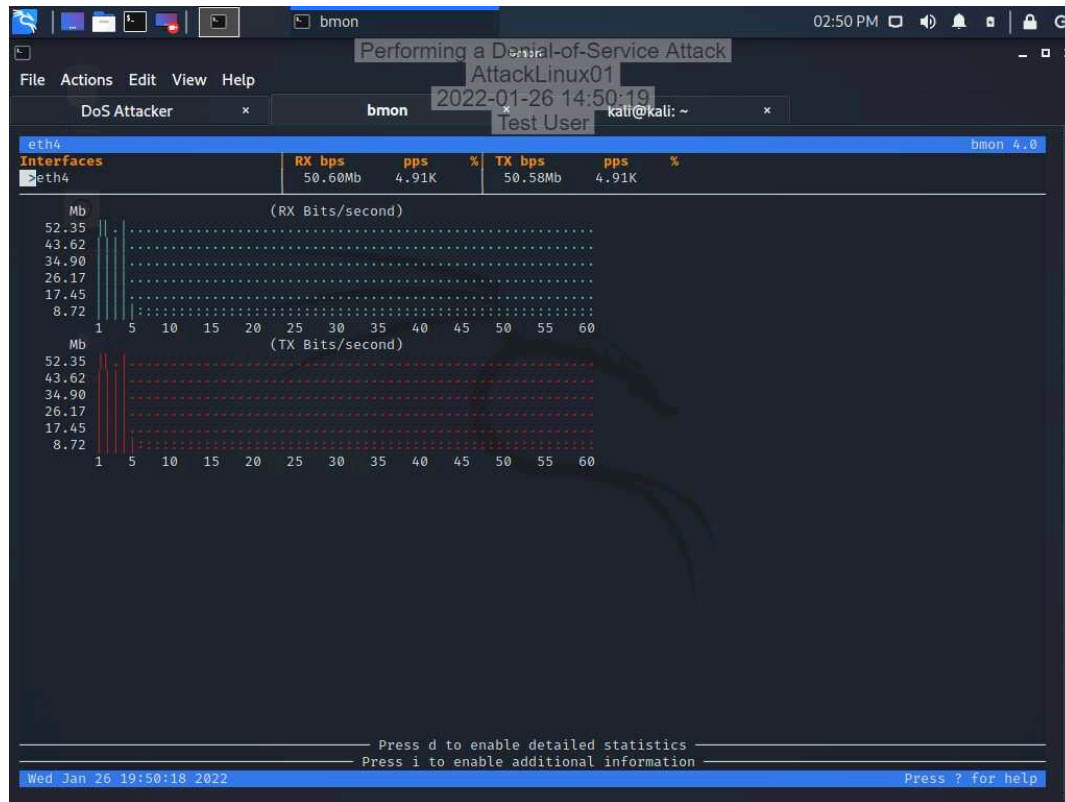 bmon
02:50 PM
Performing a Denial-of-Service Attack
AttackLinux01
2022-01-26 14:50:19
Test User
File Actions Edit View Help
DoS Attacker × bmon × kali@kali: ~ ×
eth4 bmon 4.0
Interfaces RX bps pps % TX bps pps %
>eth4 50.60Mb 4.91K 50.58Mb 4.91K
Mb (RX Bits/second)
52.35
43.62
34.90
26.17
17.45
8.72
1 5 10 15 20 25 30 35 40 45 50 55 60
Mb (TX Bits/second)
52.35
43.62
34.90
26.17
17.45
8.72
1 5 10 15 20 25 30 35 40 45 50 55 60
Press d to enable detailed statistics
Press i to enable additional information
Wed Jan 26 19:50:18 2022 Press ? for help